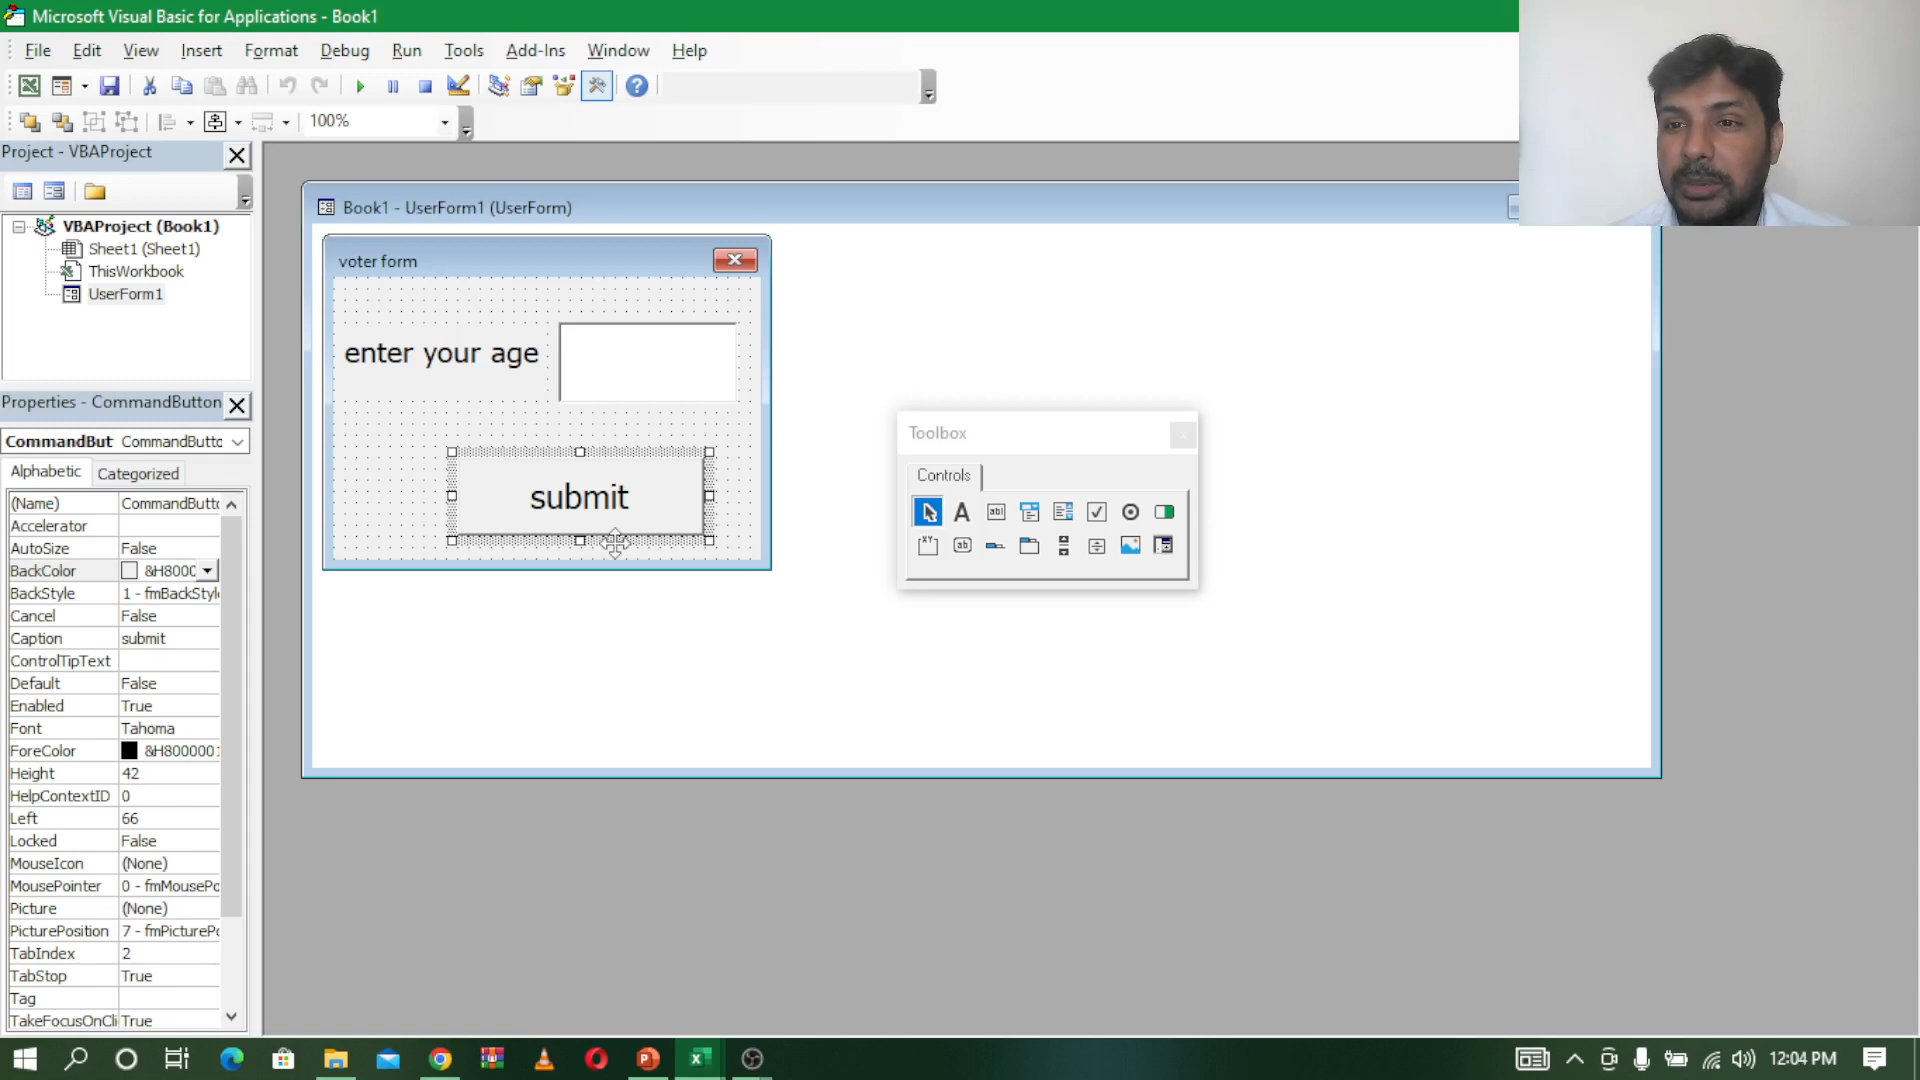 Microsoft Visual Basic for Applications - Book1
File Edit View Insert Format Debug Run Tools Add-Ins Window Help
100%
Project - VBAProject
VBAProject (Book1)
Sheet1 (Sheet1)
ThisWorkbook
UserForm1
Book1 - UserForm1 (UserForm)
voter form
enter your age
submit
Toolbox
Controls
Properties - CommandButton
CommandBut CommandButto
Alphabetic Categorized
(Name) CommandButto
Accelerator
AutoSize False
BackColor &H8000
BackStyle 1 - fmBackStyl
Cancel False
Caption submit
ControlTipText
Default False
Enabled True
Font Tahoma
ForeColor &H8000001
Height 42
HelpContextID 0
Left 66
Locked False
MouseIcon (None)
MousePointer 0 - fmMousePo
Picture (None)
PicturePosition 7 - fmPicturePo
TabIndex 2
TabStop True
Tag
TakeFocusOnCli True
12:04 PM